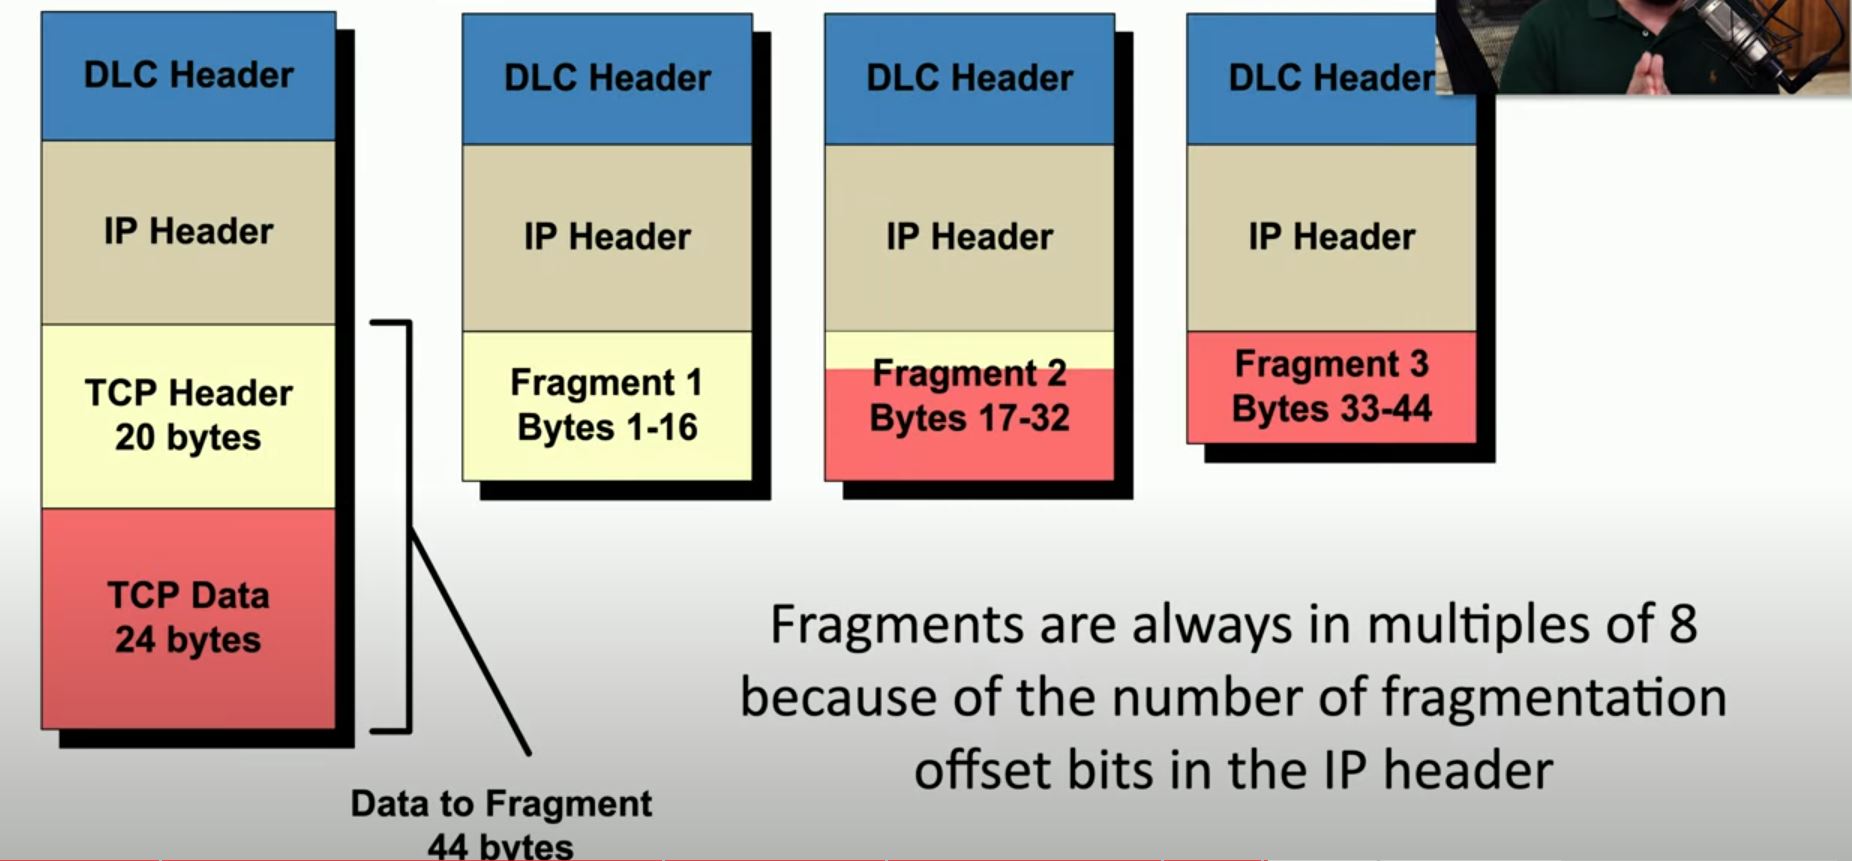 DLC Header
IP Header
TCP Header
20 bytes
TCP Data
24 bytes
Data to Fragment
44 bytes
DLC Header
IP Header
Fragment 1
Bytes 1-16
DLC Header
IP Header
Fragment 2
Bytes 17-32
DLC Header
IP Header
Fragment 3
Bytes 33-44
Fragments are always in multiples of 8
because of the number of fragmentation
offset bits in the IP header